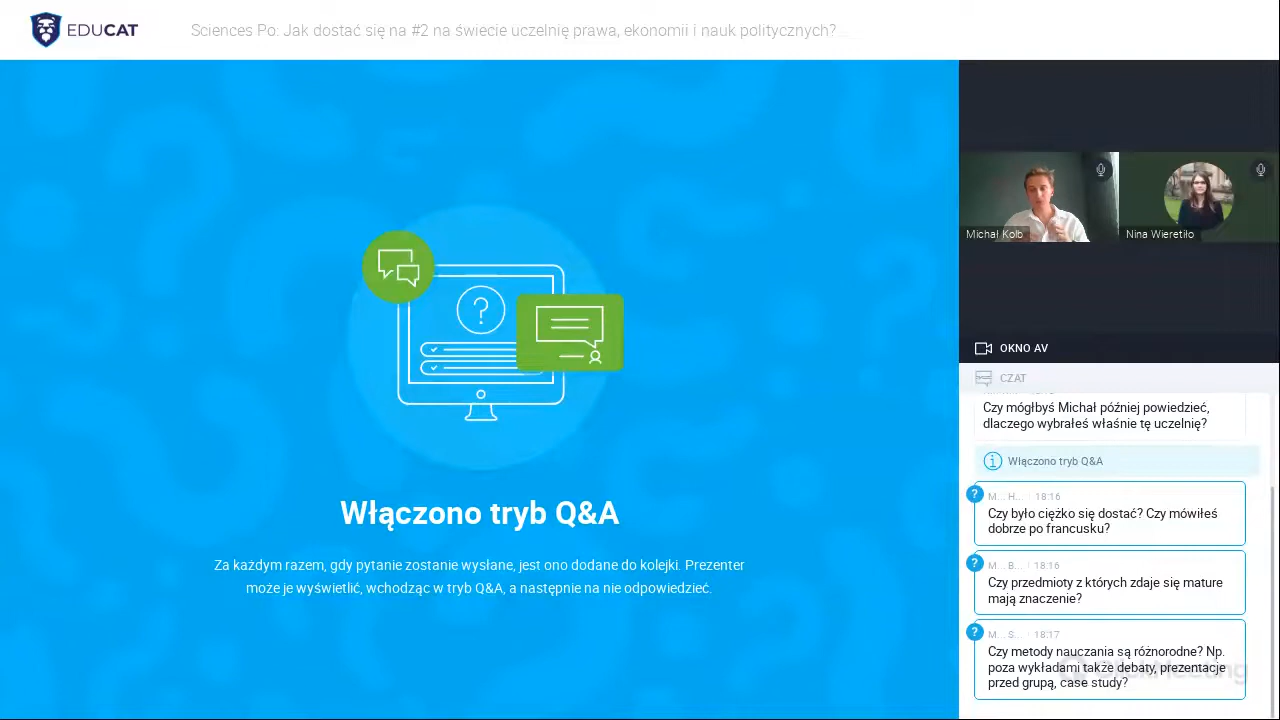 EDUCAT
Sciences Po: Jak dostać się na #2 na świecie uczelnię prawa, ekonomii i nauk politycznych?
Włączono tryb Q&A
Za każdym razem, gdy pytanie zostanie wysłane, jest ono dodane do kolejki. Prezenter
może je wyświetlić, wchodząc w tryb Q&A, a następnie na nie odpowiedzieć.
Michał Kolb
Nina Wieretiło
OKNO AV
CZAT
Czy mógłbyś Michał później powiedzieć,
dlaczego wybrałeś właśnie tę uczelnię?
Włączono tryb Q&A
M... H... 18:16
Czy było ciężko się dostać? Czy mówiłeś
dobrze po francusku?
M... B... 18:16
Czy przedmioty z których zdaje się mature
mają znaczenie?
M... S... 18:17
Czy metody nauczania są różnorodne? Np.
poza wykładami także debaty, prezentacje
przed grupą, case study?
ClickMeeting